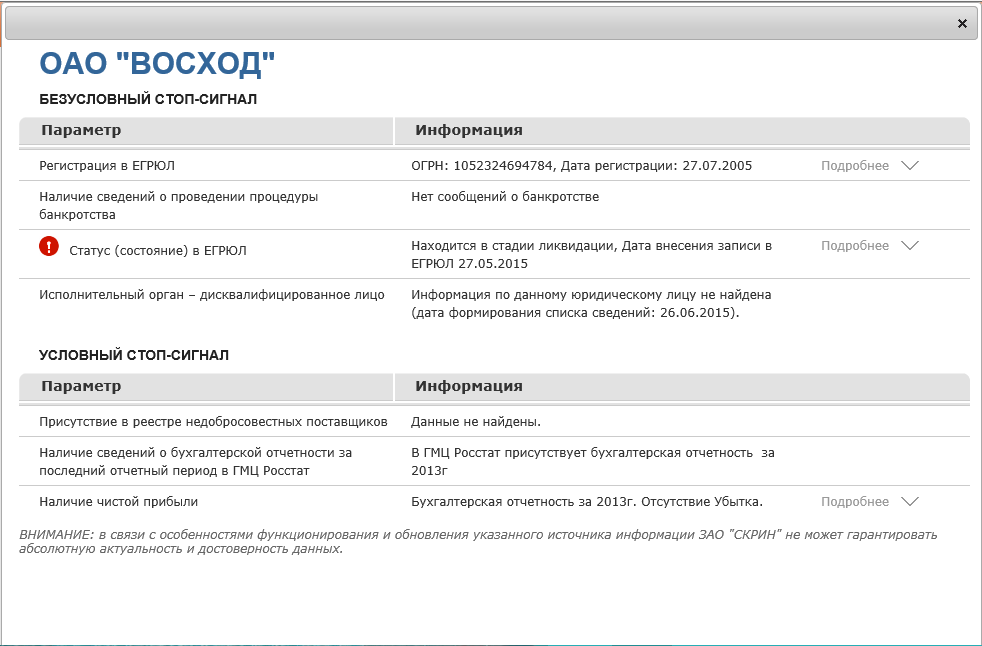 ОАО "ВОСХОД"
БЕЗУСЛОВНЫЙ СТОП-СИГНАЛ
Параметр Информация
Регистрация в ЕГРЮЛ ОГРН: 1052324694784, Дата регистрации: 27.07.2005 Подробнее
Наличие сведений о проведении процедуры Нет сообщений о банкротстве
банкротства
Статус (состояние) в ЕГРЮЛ Находится в стадии ликвидации, Дата внесения записи в Подробнее
ЕГРЮЛ 27.05.2015
Исполнительный орган – дисквалифицированное лицо Информация по данному юридическому лицу не найдена
(дата формирования списка сведений: 26.06.2015).
УСЛОВНЫЙ СТОП-СИГНАЛ
Параметр Информация
Присутствие в реестре недобросовестных поставщиков Данные не найдены.
Наличие сведений о бухгалтерской отчетности за В ГМЦ Росстат присутствует бухгалтерская отчетность за
последний отчетный период в ГМЦ Росстат 2013г
Наличие чистой прибыли Бухгалтерская отчетность за 2013г. Отсутствие Убытка. Подробнее
ВНИМАНИЕ: в связи с особенностями функционирования и обновления указанного источника информации ЗАО "СКРИН" не может гарантировать
абсолютную актуальность и достоверность данных.